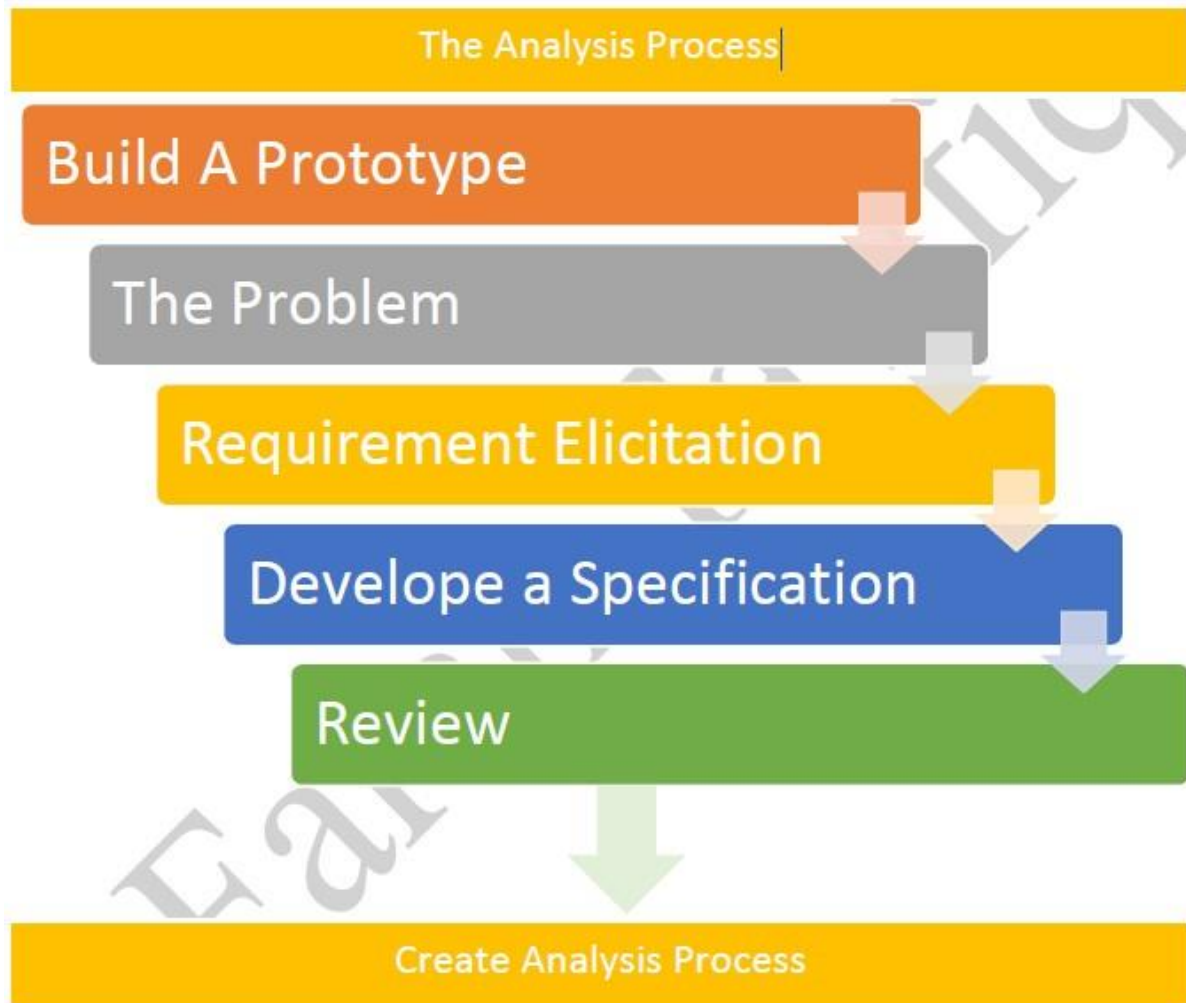 The Analysis Process
Build A Prototype
The Problem
Requirement Elicitation
Develope a Specification
Review
Create Analysis Process